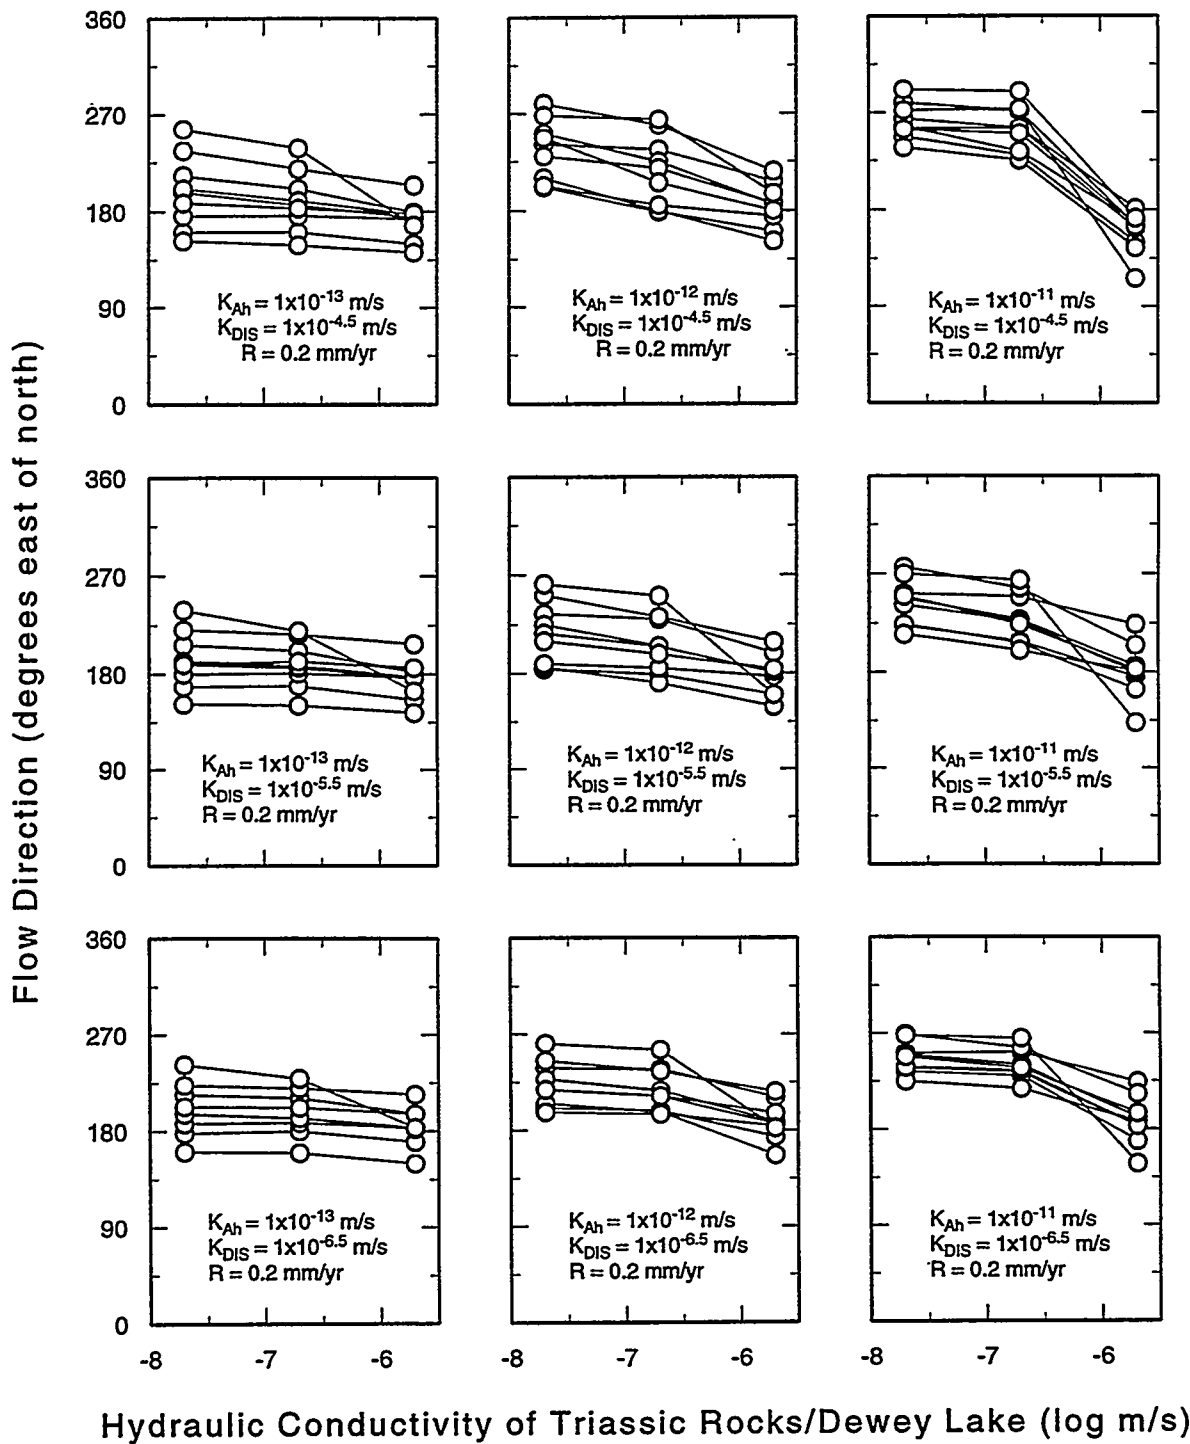 Flow Direction (degrees east of north)
360
270
180
90
0
K_Ah = 1x10^-13 m/s
K_DIS = 1x10^-4.5 m/s
R = 0.2 mm/yr
K_Ah = 1x10^-12 m/s
K_DIS = 1x10^-4.5 m/s
R = 0.2 mm/yr
K_Ah = 1x10^-11 m/s
K_DIS = 1x10^-4.5 m/s
R = 0.2 mm/yr
360
270
180
90
0
K_Ah = 1x10^-13 m/s
K_DIS = 1x10^-5.5 m/s
R = 0.2 mm/yr
K_Ah = 1x10^-12 m/s
K_DIS = 1x10^-5.5 m/s
R = 0.2 mm/yr
K_Ah = 1x10^-11 m/s
K_DIS = 1x10^-5.5 m/s
R = 0.2 mm/yr
360
270
180
90
0
K_Ah = 1x10^-13 m/s
K_DIS = 1x10^-6.5 m/s
R = 0.2 mm/yr
K_Ah = 1x10^-12 m/s
K_DIS = 1x10^-6.5 m/s
R = 0.2 mm/yr
K_Ah = 1x10^-11 m/s
K_DIS = 1x10^-6.5 m/s
R = 0.2 mm/yr
-8 -7 -6 -8 -7 -6 -8 -7 -6
Hydraulic Conductivity of Triassic Rocks/Dewey Lake (log m/s)